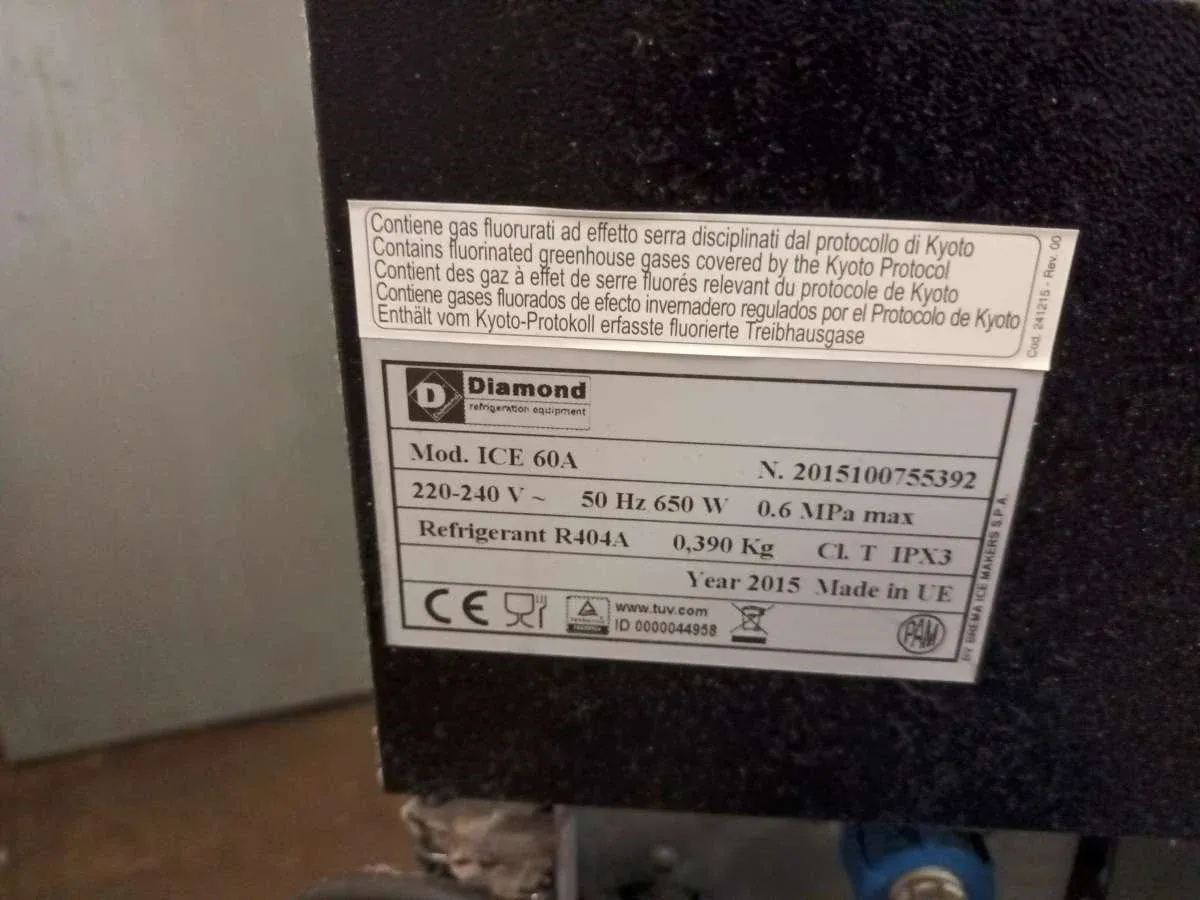 Contiene gas fluorurati ad effetto serra disciplinati dal protocollo di Kyoto
Contains fluorinated greenhouse gases covered by the Kyoto Protocol
Contient des gaz à effet de serre fluorés relevant du protocole de Kyoto
Contiene gases fluorados de efecto invernadero regulados por el Protocolo de Kyoto
Enthält vom Kyoto-Protokoll erfasste fluorierte Treibhausgase
Cod. 241215 - Rev. 00
D Diamond
refrigeration equipment
Mod. ICE 60A N. 2015100755392
220-240 V ~ 50 Hz 650 W 0.6 MPa max
Refrigerant R404A 0,390 Kg Cl. T IPX3
Year 2015 Made in UE
CE www.tuv.com
ID 0000044958
PAM
BY BREMA ICE MAKERS S.P.A.